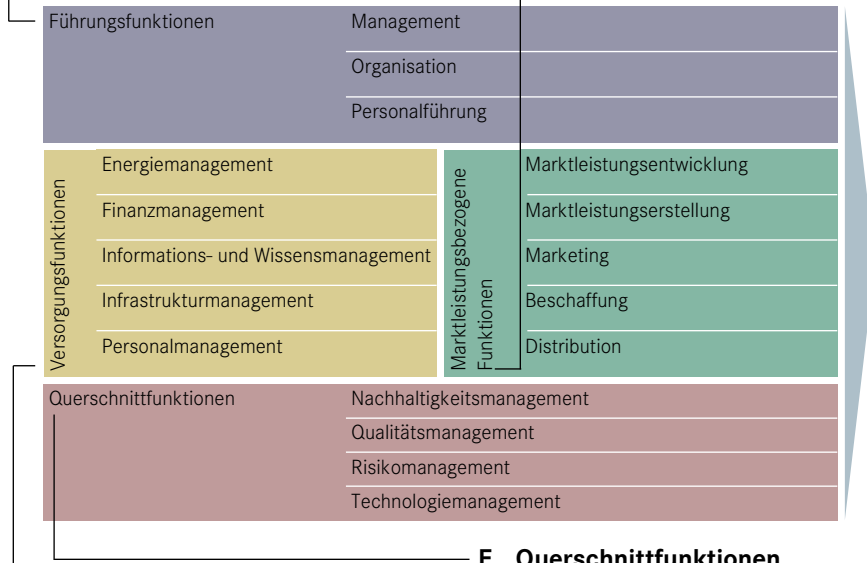 Führungsfunktionen
Management
Organisation
Personalführung
Versorgungsfunktionen
Energiemanagement
Finanzmanagement
Informations- und Wissensmanagement
Infrastrukturmanagement
Personalmanagement
Marktleistungsbezogene
Funktionen
Marktleistungsentwicklung
Marktleistungserstellung
Marketing
Beschaffung
Distribution
Querschnittfunktionen
Nachhaltigkeitsmanagement
Qualitätsmanagement
Risikomanagement
Technologiemanagement
Querschnittfunktionen